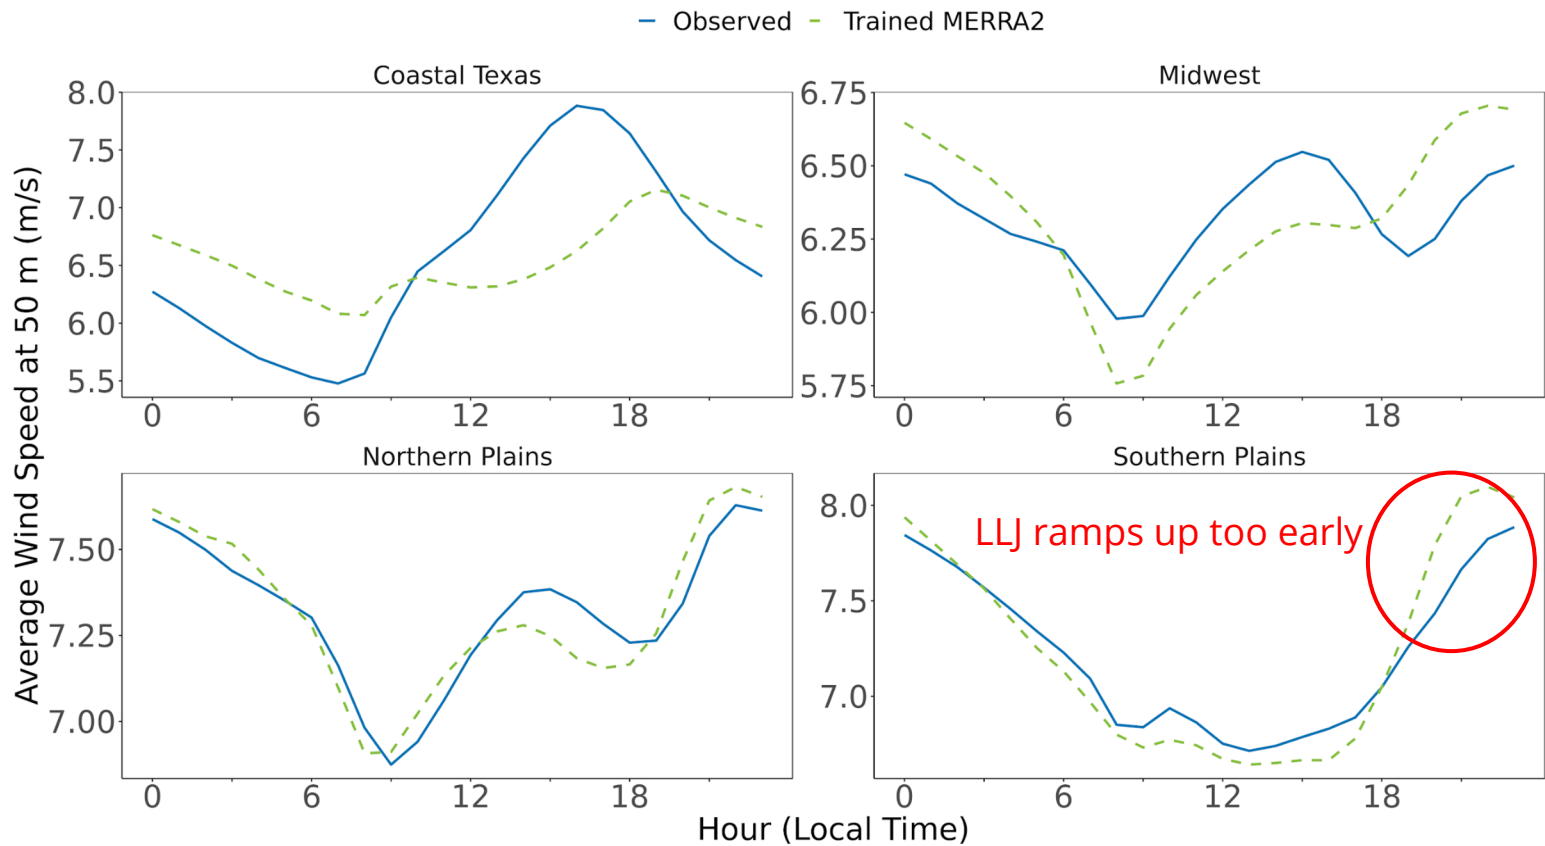 Observed Trained MERRA2
Coastal Texas
Midwest
8.0
7.5
7.0
6.5
6.0
5.5
0 6 12 18
6.75
6.50
6.25
6.00
5.75
0 6 12 18
Average Wind Speed at 50 m (m/s)
Northern Plains
Southern Plains
7.50
7.25
7.00
0 6 12 18
LLJ ramps up too early
8.0
7.5
7.0
0 6 12 18
Hour (Local Time)